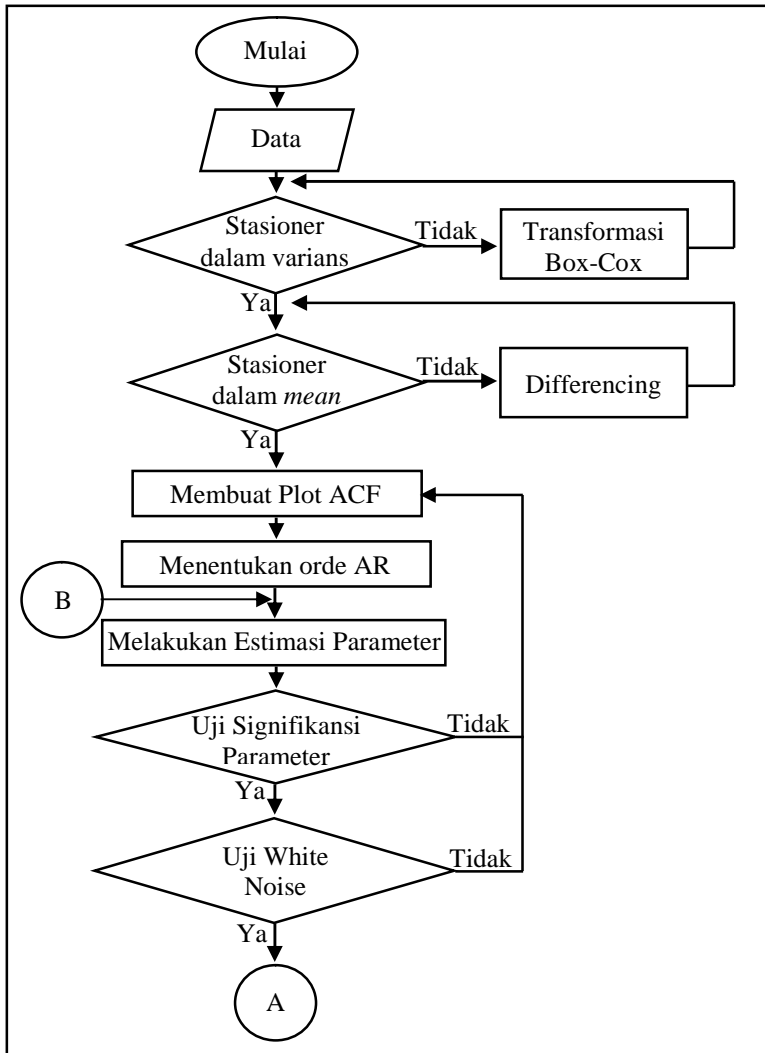 Mulai
Data
Stasioner
dalam varians
Tidak
Transformasi
Box-Cox
Ya
Stasioner
dalam mean
Tidak
Differencing
Ya
Membuat Plot ACF
Menentukan orde AR
B
Melakukan Estimasi Parameter
Uji Signifikansi
Parameter
Tidak
Ya
Uji White
Noise
Tidak
Ya
A